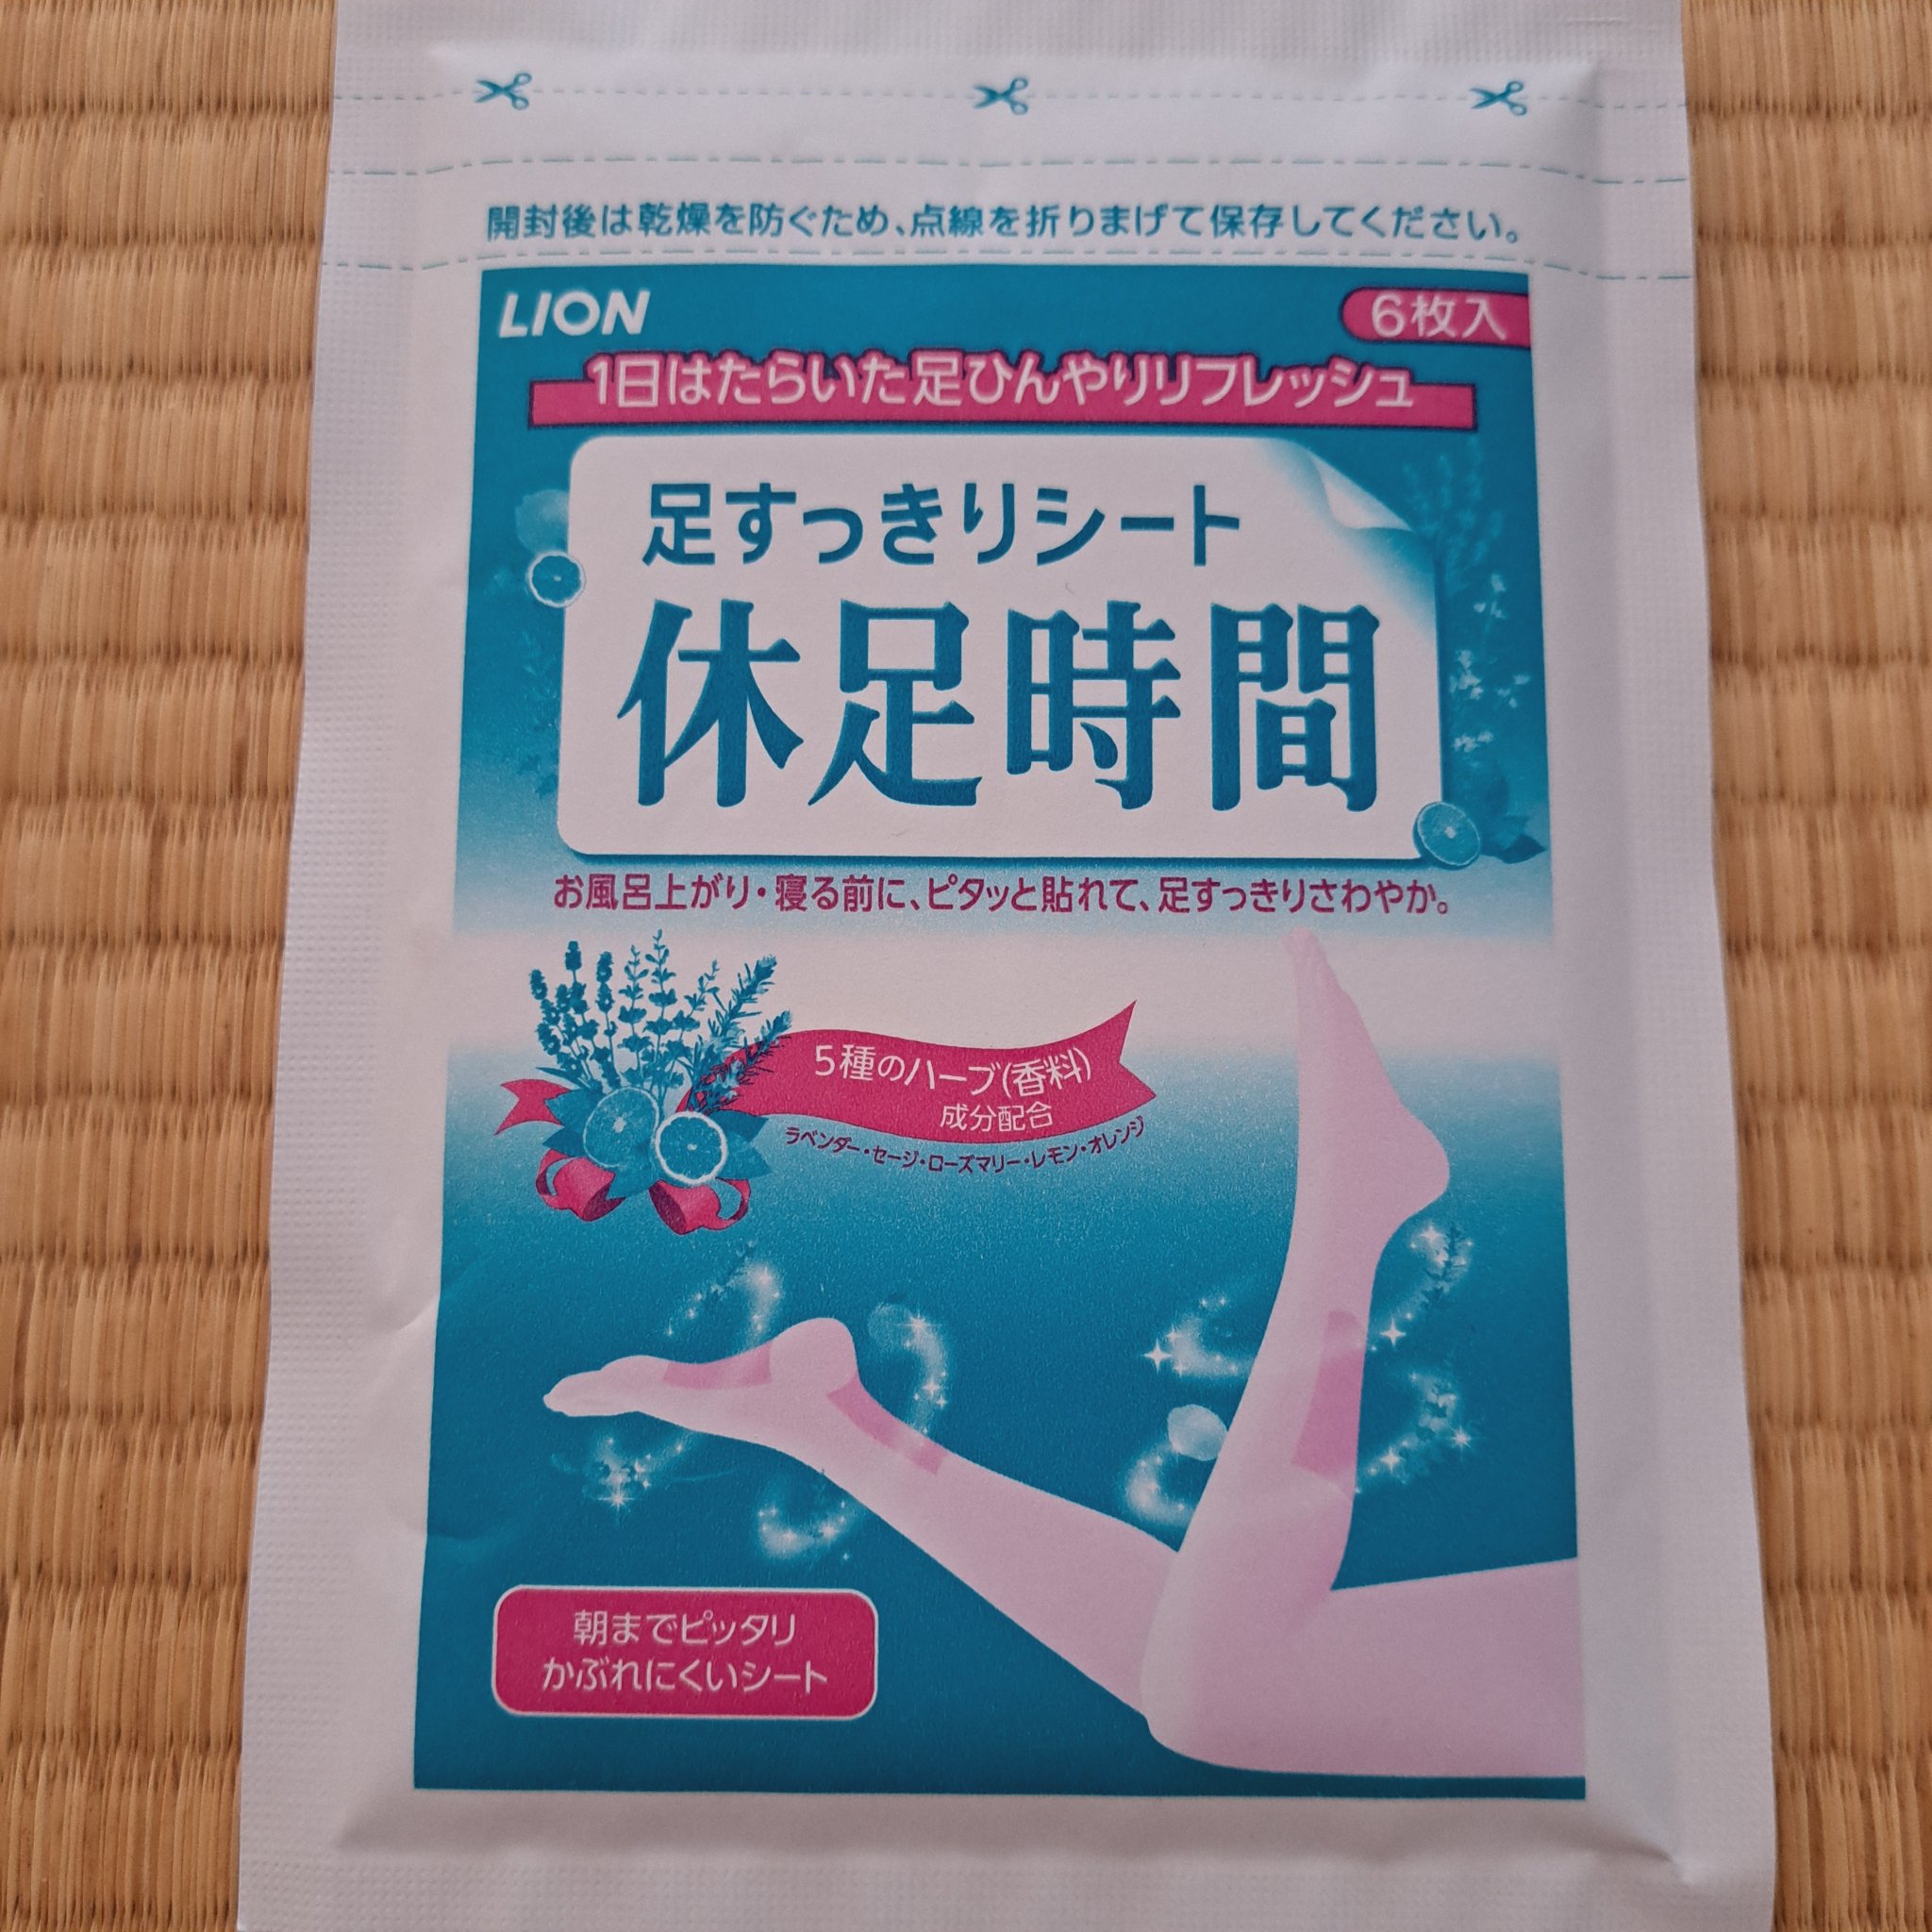 開封後は乾燥を防ぐため、点線を折りまげて保存してください。
LION
6枚入
1日はたらいた足ひんやりリフレッシュ
足すっきりシート
休足時間
お風呂上がり・寝る前に、ピタッと貼れて、足すっきりさわやか。
5種のハーブ(香料)
成分配合
ラベンダー・セージ・ローズマリー・レモン・オレンジ
朝までピッタリ
かぶれにくいシート